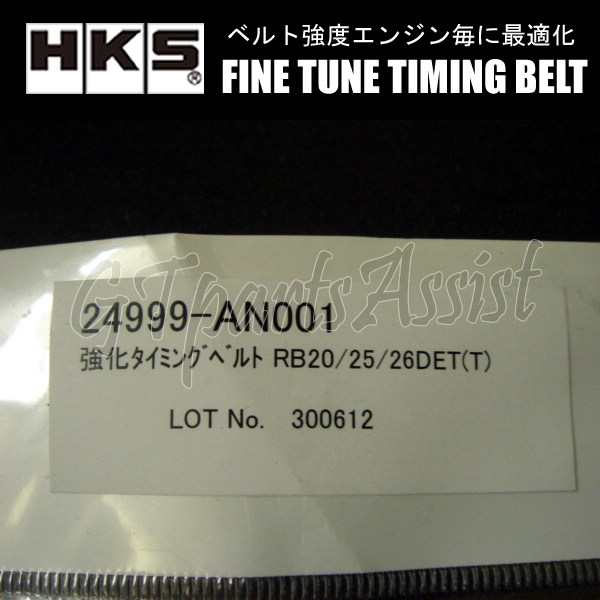 HKS®
ベルト強度エンジン毎に最適化
FINE TUNE TIMING BELT
GTpartsAssist
24999-AN001
強化ﾀｲﾐﾝｸﾞﾍﾞﾙﾄ RB20/25/26DET(T)
LOT No. 300612